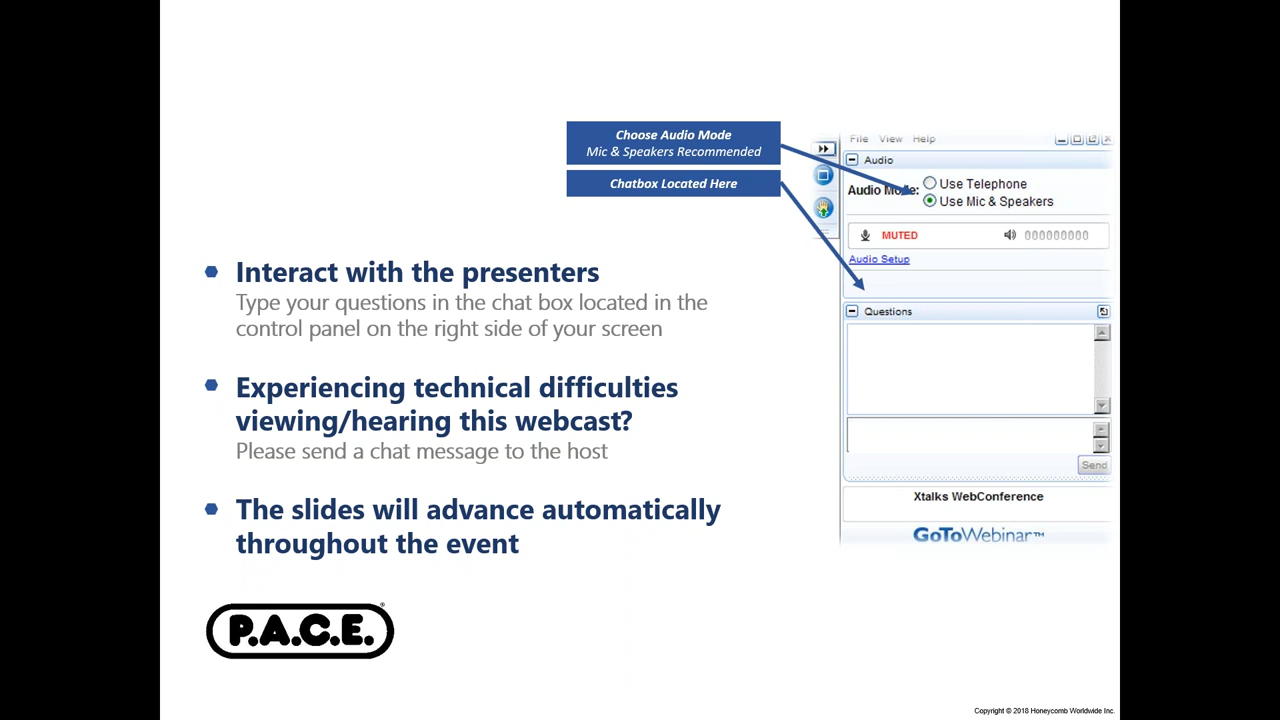 Choose Audio Mode
Mic & Speakers Recommended
Chatbox Located Here
File View Help
Audio
Audio Mode:
Use Telephone
Use Mic & Speakers
MUTED
000000000
Audio Setup
Questions
Send
Xtalks WebConference
GoToWebinar™
Interact with the presenters
Type your questions in the chat box located in the
control panel on the right side of your screen
Experiencing technical difficulties
viewing/hearing this webcast?
Please send a chat message to the host
The slides will advance automatically
throughout the event
P.A.C.E.®
Copyright © 2018 Honeycomb Worldwide Inc.